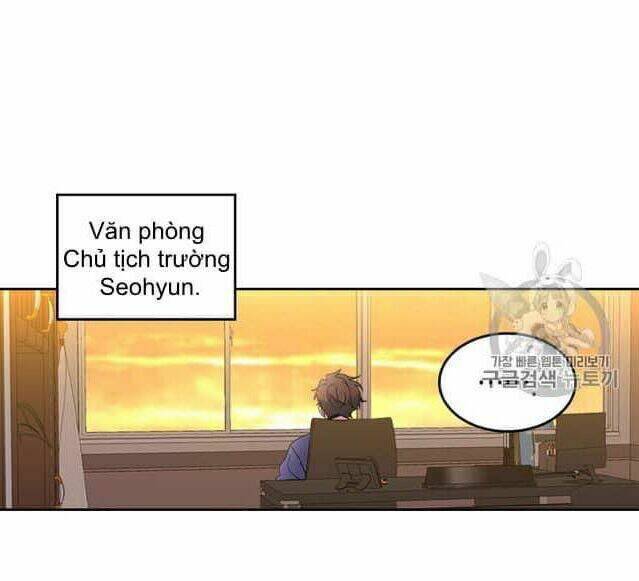 Văn phòng
Chủ tịch trường
Seohyun.
가장 빠른 웹툰 미리보기
구글검색 뉴토끼
......